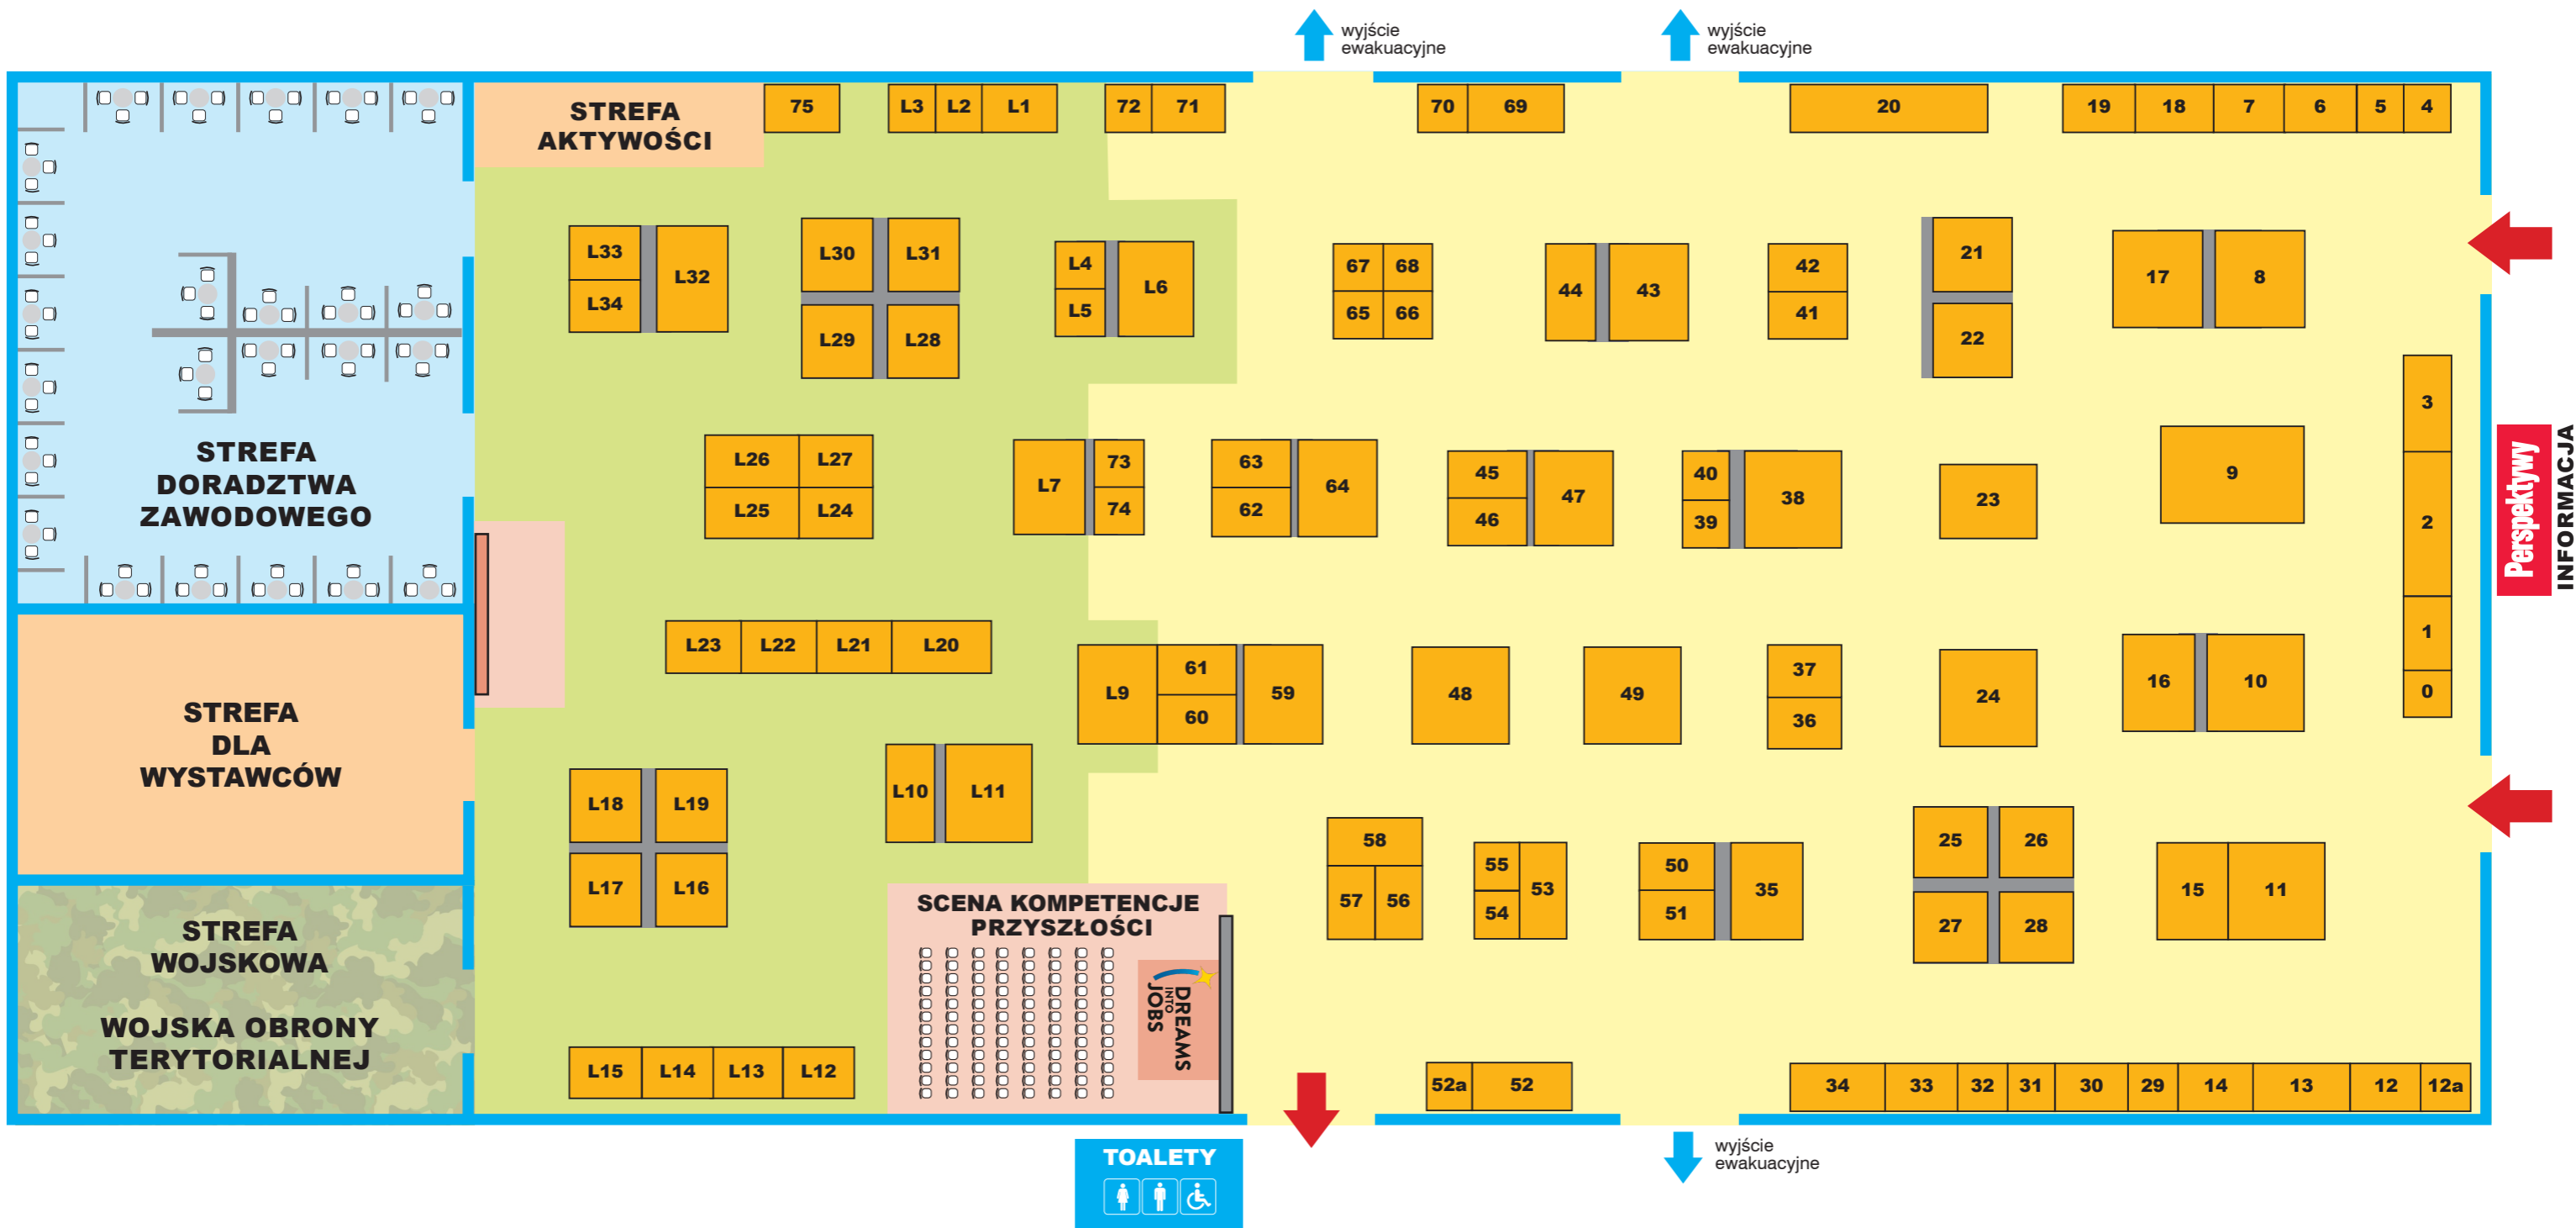 wyjście
ewakuacyjne
wyjście
ewakuacyjne
STREFA
AKTYWOŚCI
75
L3 L2 L1
72 71
70 69
20
19 18 7 6 5 4
L33
L34
L32
L30 L31
L29 L28
L4
L5
L6
67 68
65 66
44 43
42
41
21
22
17 8
STREFA
DORADZTWA
ZAWODOWEGO
L26 L27
L25 L24
L7
73
74
63
62
64
45
46
47
40
39
38
23
9
3
2
1
0
Perspektywy
INFORMACJA
STREFA
DLA
WYSTAWCÓW
L23 L22 L21 L20
L9
61
60
59
48
49
37
36
24
16 10
L18 L19
L17 L16
L10 L11
58
57 56
55
54
53
50
51
35
25 26
27 28
15 11
STREFA
WOJSKOWA
WOJSKA OBRONY
TERYTORIALNEJ
SCENA KOMPETENCJE
PRZYSZŁOŚCI
DREAMS
INTO
JOBS
L15 L14 L13 L12
52a 52
34 33 32 31 30 29 14 13 12 12a
TOALETY
wyjście
ewakuacyjne